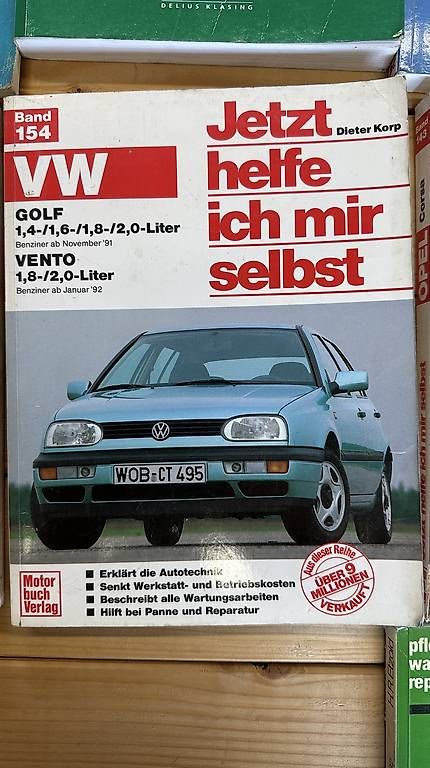 DELIUS KLASING
Band
154
VW
GOLF
1,4-/1,6-/1,8-/2,0-Liter
Benziner ab November '91
VENTO
1,8-/2,0-Liter
Benziner ab Januar '92
Jetzt
Dieter Korp
helfe
ich mir
selbst
WOB-CT 495
Motor
buch
Verlag
Erklärt die Autotechnik
Senkt Werkstatt- und Betriebskosten
Beschreibt alle Wartungsarbeiten
Hilft bei Panne und Reparatur
Aus dieser Reihe
ÜBER 9
MILLIONEN
VERKAUFT
Band
143
OPEL Corsa
Jetzt helfe ich mir selbst
pfle
wa
rep